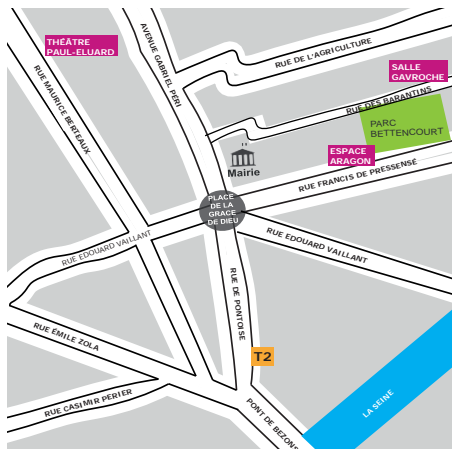 THÉÂTRE
PAUL-ELUARD
AVENUE GABRIEL PÉRI
RUE DE L'AGRICULTURE
RUE MAURICE BERTEAUX
SALLE
GAVROCHE
RUE DES BARANTINS
PARC
BETTENCOURT
ESPACE
ARAGON
Mairie
RUE FRANCIS DE PRESSENSÉ
PLACE
DE LA
GRACE
DE DIEU
RUE EDOUARD VAILLANT
RUE EDOUARD VAILLANT
RUE DE PONTOISE
RUE ÉMILE ZOLA
T2
RUE CASIMIR PÉRIER
PONT DE BEZONS
LA SEINE